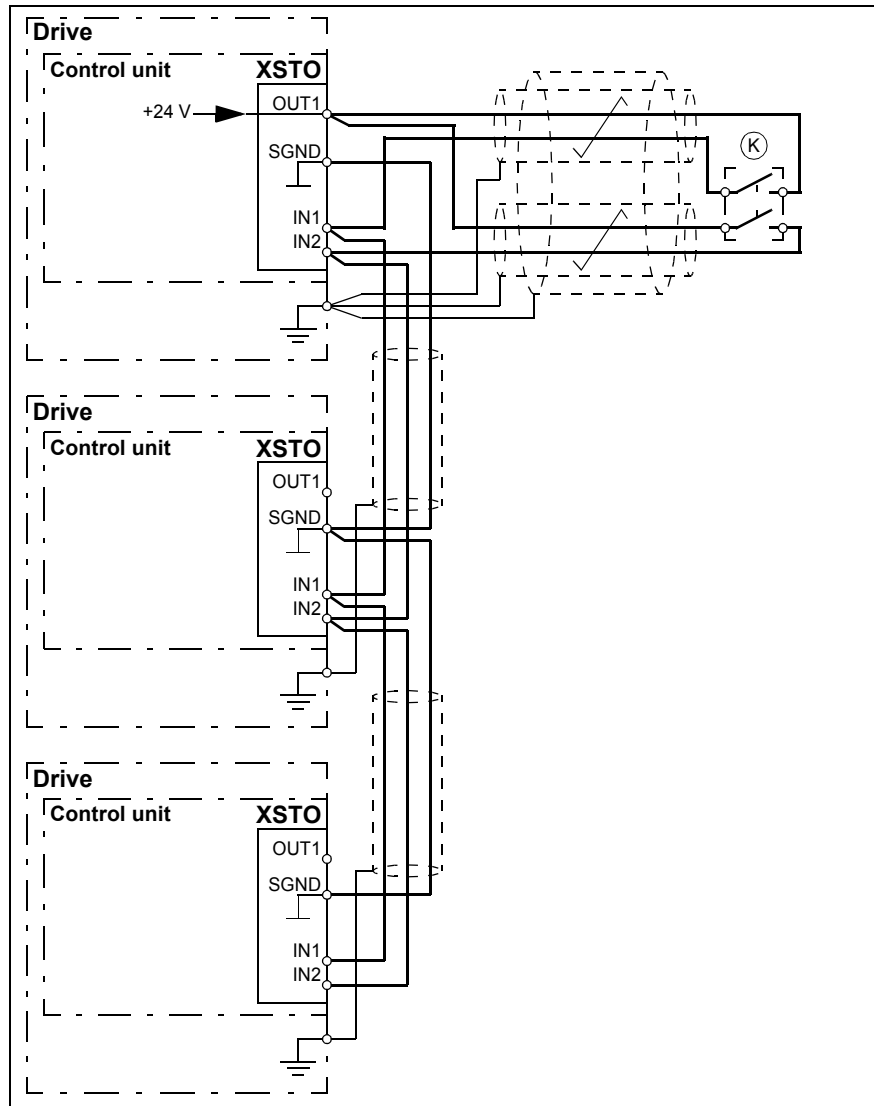 Drive
Control unit XSTO
OUT1
+24 V
K
SGND
IN1
IN2
Drive
Control unit XSTO
OUT1
SGND
IN1
IN2
Drive
Control unit XSTO
OUT1
SGND
IN1
IN2